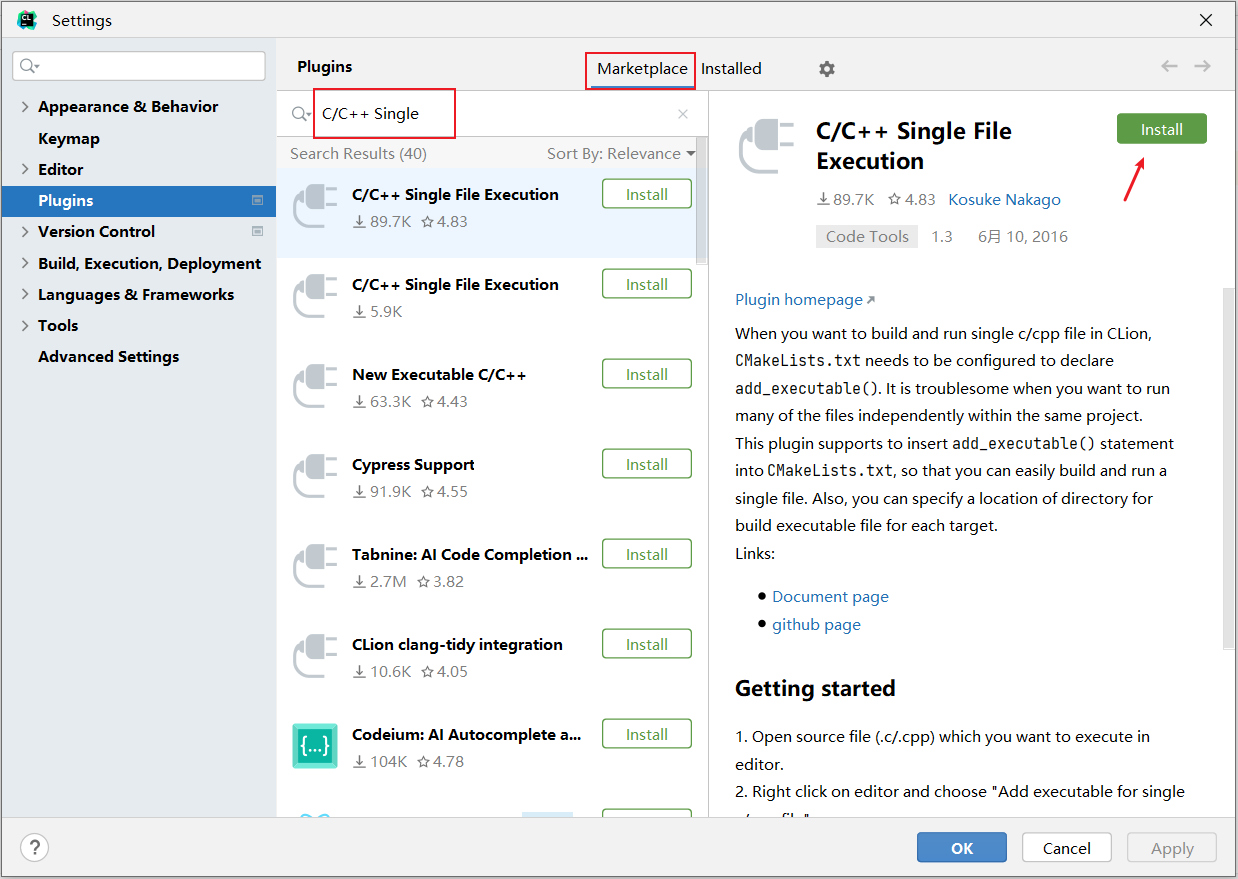 Settings
Appearance & Behavior
Keymap
Editor
Plugins
Version Control
Build, Execution, Deployment
Languages & Frameworks
Tools
Advanced Settings
Plugins
Marketplace
Installed
C/C++ Single
Search Results (40)
Sort By: Relevance
C/C++ Single File Execution
Install
89.7K
4.83
C/C++ Single File Execution
Install
5.9K
New Executable C/C++
Install
63.3K
4.43
Cypress Support
Install
91.9K
4.55
Tabnine: AI Code Completion ...
Install
2.7M
3.82
CLion clang-tidy integration
Install
10.6K
4.05
{...}
Codeium: AI Autocomplete a...
Install
104K
4.78
C/C++ Single File
Execution
Install
89.7K
4.83
Kosuke Nakago
Code Tools
1.3
6月 10, 2016
Plugin homepage
When you want to build and run single c/cpp file in CLion,
CMakeLists.txt needs to be configured to declare
add_executable(). It is troublesome when you want to run
many of the files independently within the same project.
This plugin supports to insert add_executable() statement
into CMakeLists.txt, so that you can easily build and run a
single file. Also, you can specify a location of directory for
build executable file for each target.
Links:
Document page
github page
Getting started
1. Open source file (.c/.cpp) which you want to execute in
editor.
2. Right click on editor and choose "Add executable for single
?
OK
Cancel
Apply
CL